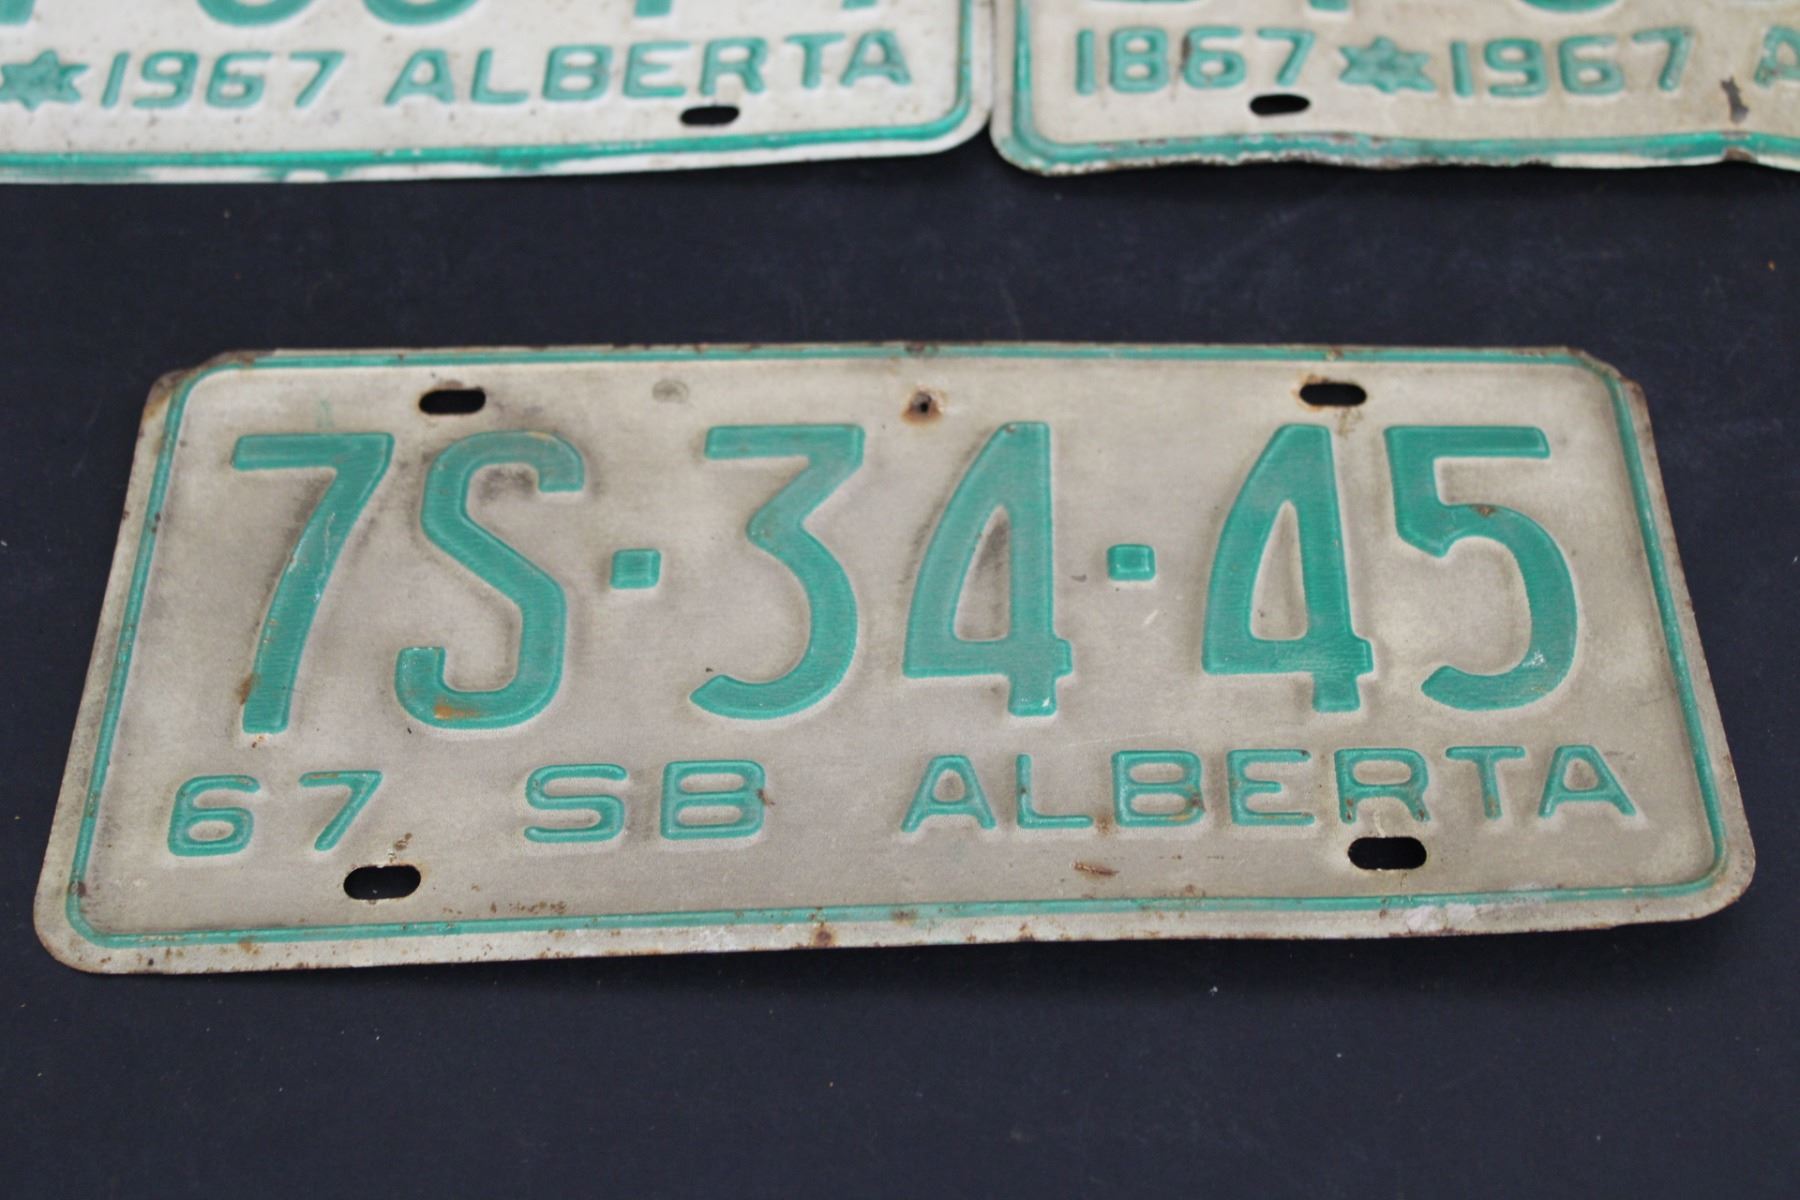 1967 ALBERTA
1867 1967
7S-34-45
67 SB ALBERTA